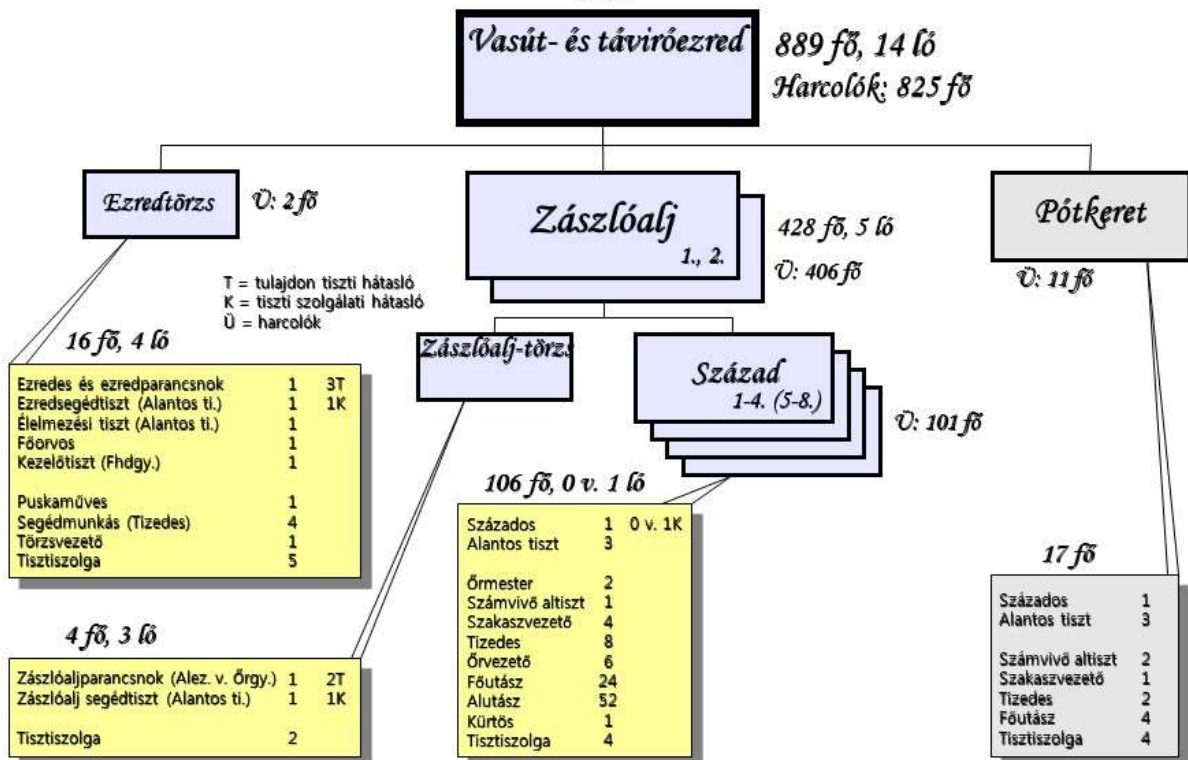 Vasút- és távíróezred
889 fő, 14 ló
Harcolók: 825 fő
Ezredtörzs
Ü: 2 fő
Zászlóalj
1., 2.
428 fő, 5 ló
Ü: 406 fő
Pótkeret
Ü: 11 fő
T = tulajdon tiszti hátasló
K = tiszti szolgálati hátasló
Ü = harcolók
Zászlóalj-törzs
Század
1-4. (5-8.)
Ü: 101 fő
16 fő, 4 ló
Ezredes és ezredparancsnok 1 3T
Ezredsegédtiszt (Alantos ti.) 1 1K
Élelmezési tiszt (Alantos ti.) 1
Főorvos 1
Kezelőtiszt (Fhdgy.) 1
Puskaműves 1
Segédmunkás (Tizedes) 4
Törzsvezető 1
Tisztiszolga 5
4 fő, 3 ló
Zászlóaljparancsnok (Alez. v. Őrgy.) 1 2T
Zászlóalj segédtiszt (Alantos ti.) 1 1K
Tisztiszolga 2
106 fő, 0 v. 1 ló
Százados 1 0 v. 1K
Alantos tiszt 3
Őrmester 2
Számvivő altiszt 1
Szakaszvezető 4
Tizedes 8
Őrvezető 6
Főutász 24
Alutász 52
Kürtös 1
Tisztiszolga 4
17 fő
Százados 1
Alantos tiszt 3
Számvivő altiszt 2
Szakaszvezető 1
Tizedes 2
Főutász 4
Tisztiszolga 4